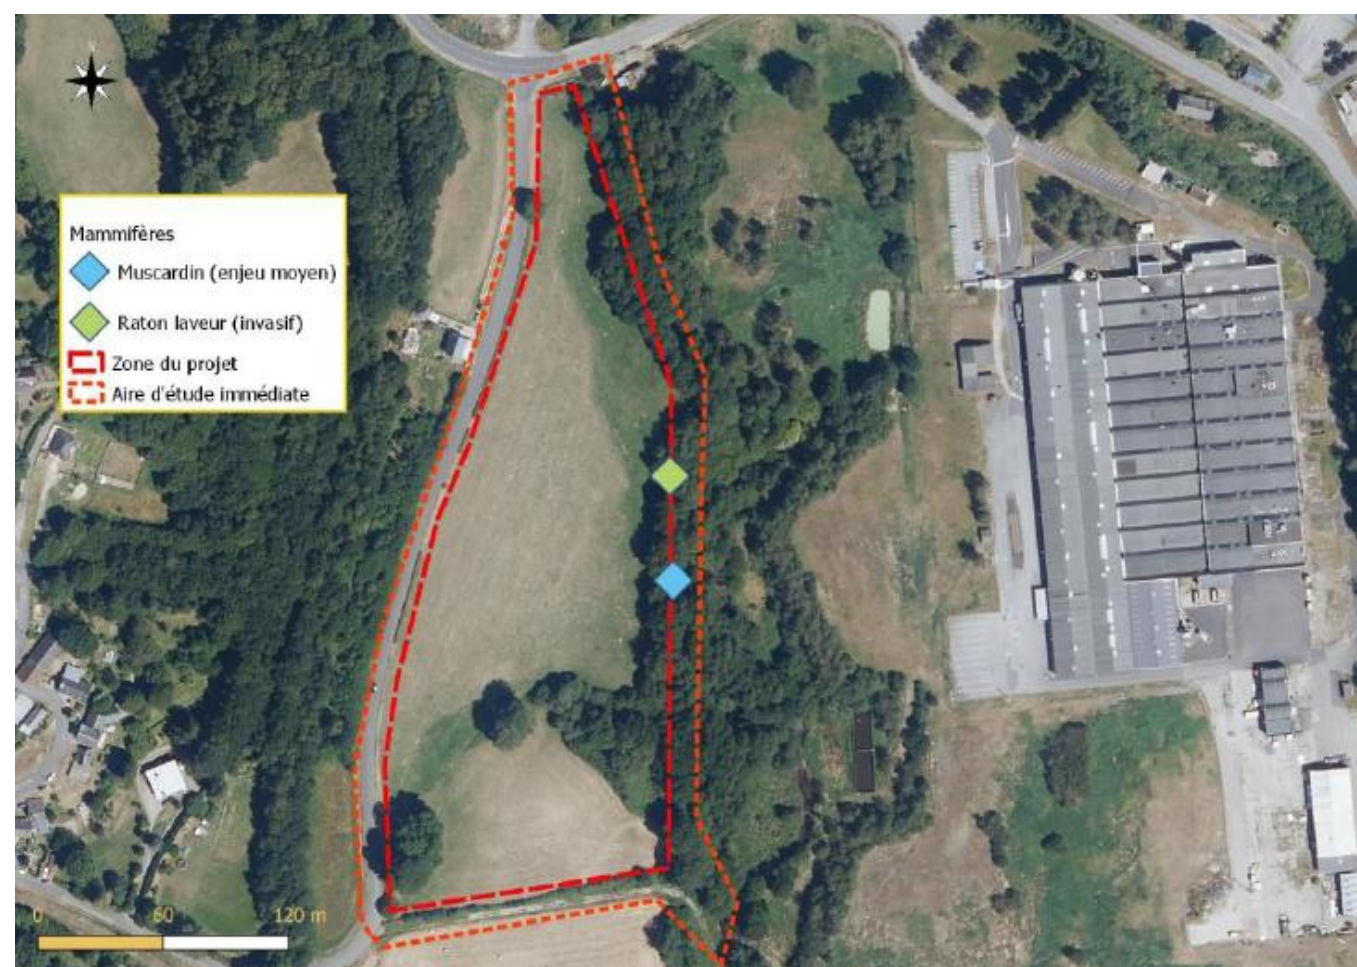 Mammifères
Muscardin (enjeu moyen)
Raton laveur (invasif)
Zone du projet
Aire d'étude immédiate
0 60 120 m